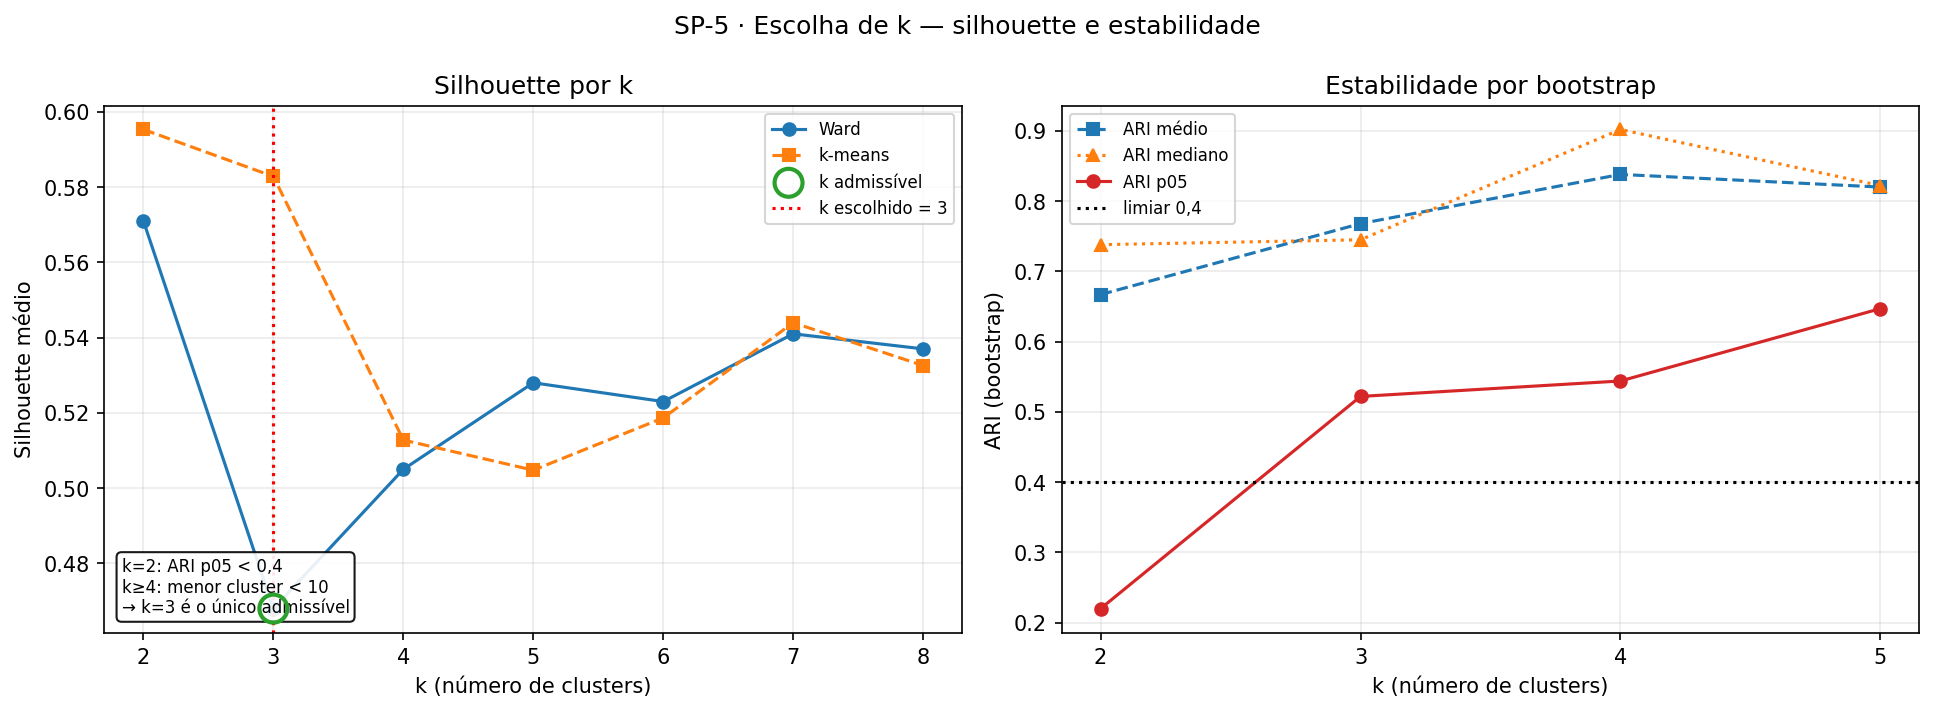 SP-5 · Escolha de k — silhouette e estabilidade
Silhouette por k
Silhouette médio
0.60
0.58
0.56
0.54
0.52
0.50
0.48
2
3
4
5
6
7
8
k (número de clusters)
Ward
k-means
k admissível
k escolhido = 3
k=2: ARI p05 < 0,4
k≥4: menor cluster < 10
→ k=3 é o único admissível
Estabilidade por bootstrap
ARI (bootstrap)
0.9
0.8
0.7
0.6
0.5
0.4
0.3
0.2
2
3
4
5
k (número de clusters)
ARI médio
ARI mediano
ARI p05
limiar 0,4